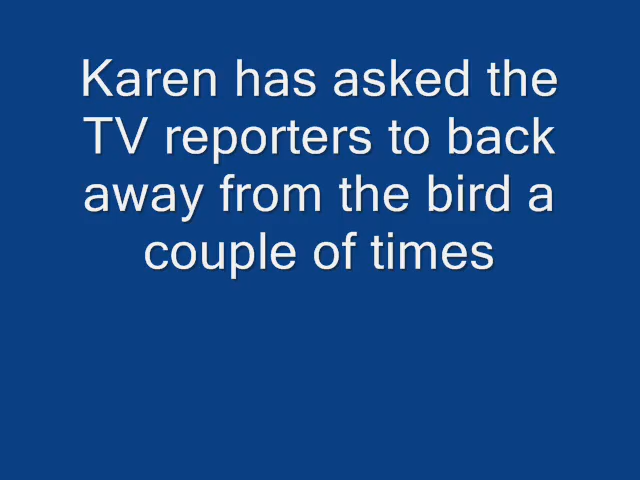 Karen has asked the
TV reporters to back
away from the bird a
couple of times